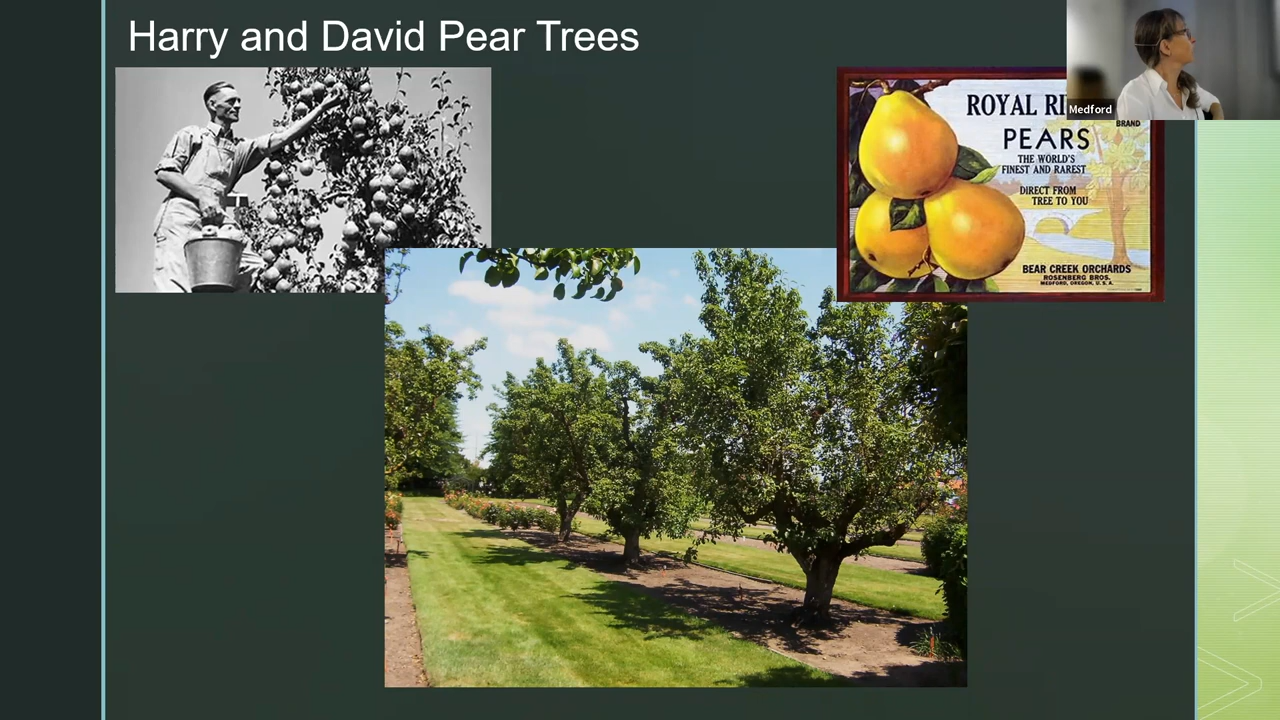 Harry and David Pear Trees
Medford
ROYAL
BRAND
PEARS
THE WORLD'S
FINEST AND RAREST
DIRECT FROM
TREE TO YOU
BEAR CREEK ORCHARDS
ROSENBERG BROS.
MEDFORD, OREGON, U.S.A.